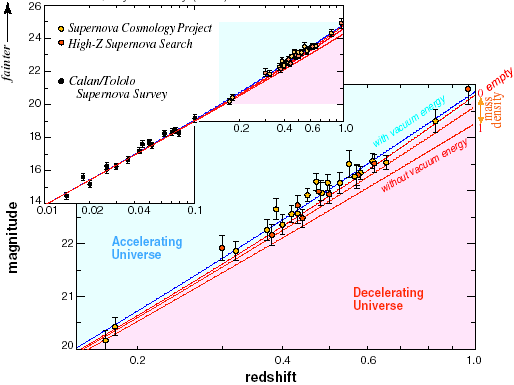 26
24
22
20
18
16
14
fainter
Supernova Cosmology Project
High-Z Supernova Search
Calan/Tololo
Supernova Survey
0.2 0.4 0.6 1.0
0.01 0.02 0.04 0.1
0 empty
mass
density
1
with vacuum energy
without vacuum energy
magnitude
22
21
20
Accelerating
Universe
Decelerating
Universe
0.2 0.4 0.6 1.0
redshift